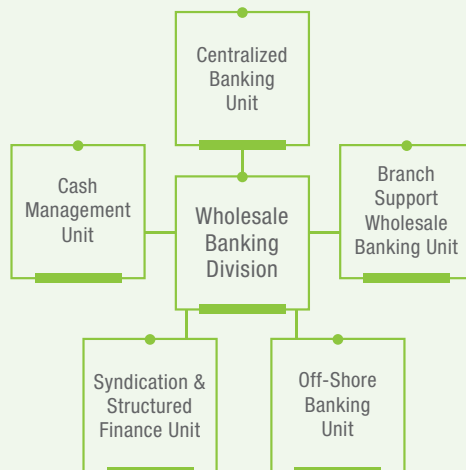 Centralized
Banking
Unit
Cash
Management
Unit
Wholesale
Banking
Division
Branch
Support
Wholesale
Banking Unit
Syndication &
Structured
Finance Unit
Off-Shore
Banking
Unit